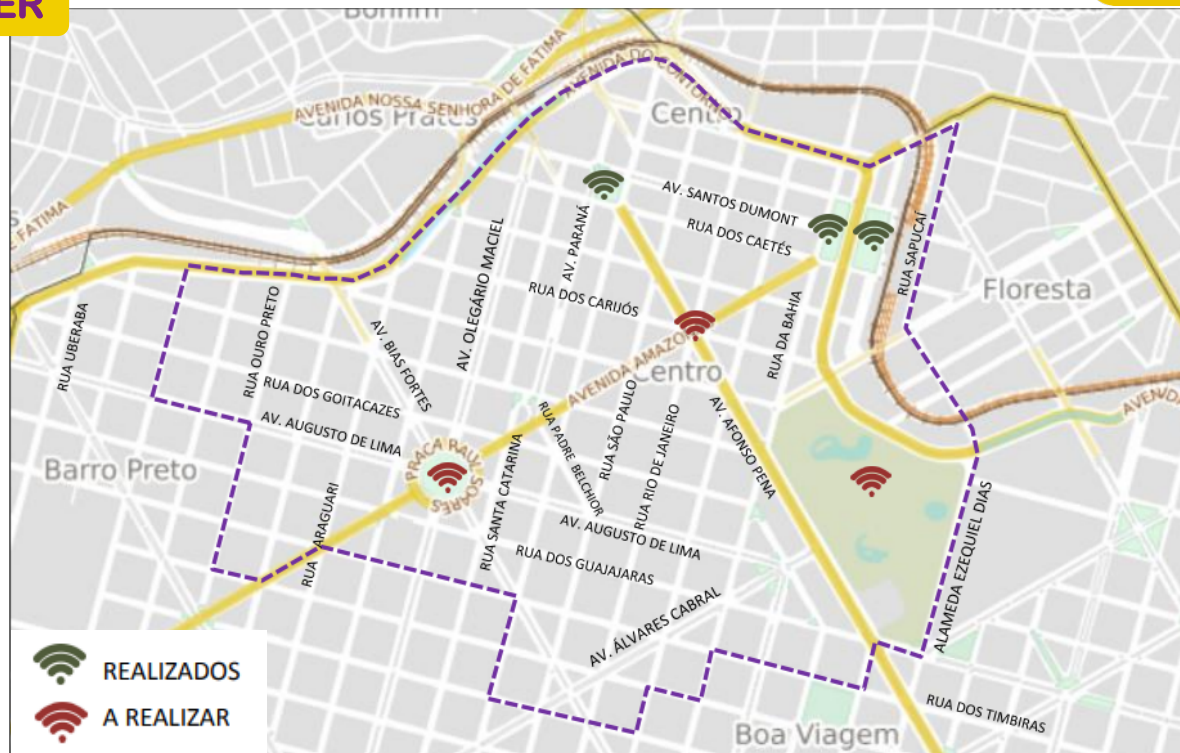 ER
Bonfim
AVENIDA NOSSA SENHORA DE FATIMA
Carlos Prates
AVENIDA DO CONTORNO
Centro
E FATIMA
AV. SANTOS DUMONT
RUA DOS CAETÉS
AV. PARANÁ
AV. OLEGÁRIO MACIEL
RUA SAPUCAÍ
Floresta
RUA DOS CARIJÓS
RUA DA BAHIA
RUA UBERABA
RUA OURO PRETO
AV. BIAS FORTES
AVENIDA AMAZO
Centro
RUA DOS GOITACAZES
AV. AUGUSTO DE LIMA
RUA PADRE BELCHIOR
RUA SÃO PAULO
RUA RIO DE JANEIRO
AV. AFONSO PENA
AVENIDA
Barro Preto
PRAÇA RAUL SOARES
RUA SANTA CATARINA
RUA ARAGUARI
AV. AUGUSTO DE LIMA
RUA DOS GUAJAJARAS
ALAMEDA EZEQUIEL DIAS
AV. ÁLVARES CABRAL
REALIZADOS
A REALIZAR
RUA DOS TIMBIRAS
Boa Viagem